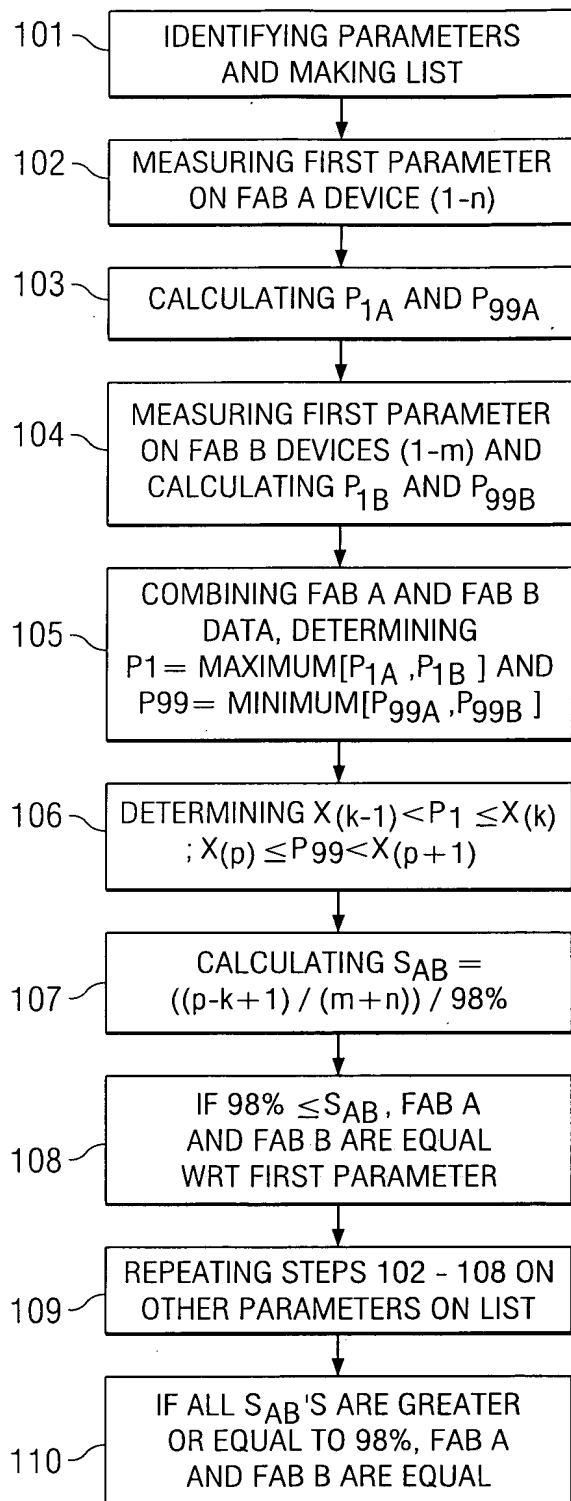 101
IDENTIFYING PARAMETERS
AND MAKING LIST
102
MEASURING FIRST PARAMETER
ON FAB A DEVICE (1-n)
103
CALCULATING P1A AND P99A
104
MEASURING FIRST PARAMETER
ON FAB B DEVICES (1-m) AND
CALCULATING P1B AND P99B
105
COMBINING FAB A AND FAB B
DATA, DETERMINING
P1= MAXIMUM[P1A ,P1B ] AND
P99= MINIMUM[P99A ,P99B ]
106
DETERMINING X(k-1)<P1 ≤X(k)
; X(p) ≤P99<X(p+1)
107
CALCULATING SAB =
((p-k+1) / (m+n)) / 98%
108
IF 98% ≤SAB, FAB A
AND FAB B ARE EQUAL
WRT FIRST PARAMETER
109
REPEATING STEPS 102 - 108 ON
OTHER PARAMETERS ON LIST
110
IF ALL SAB'S ARE GREATER
OR EQUAL TO 98%, FAB A
AND FAB B ARE EQUAL